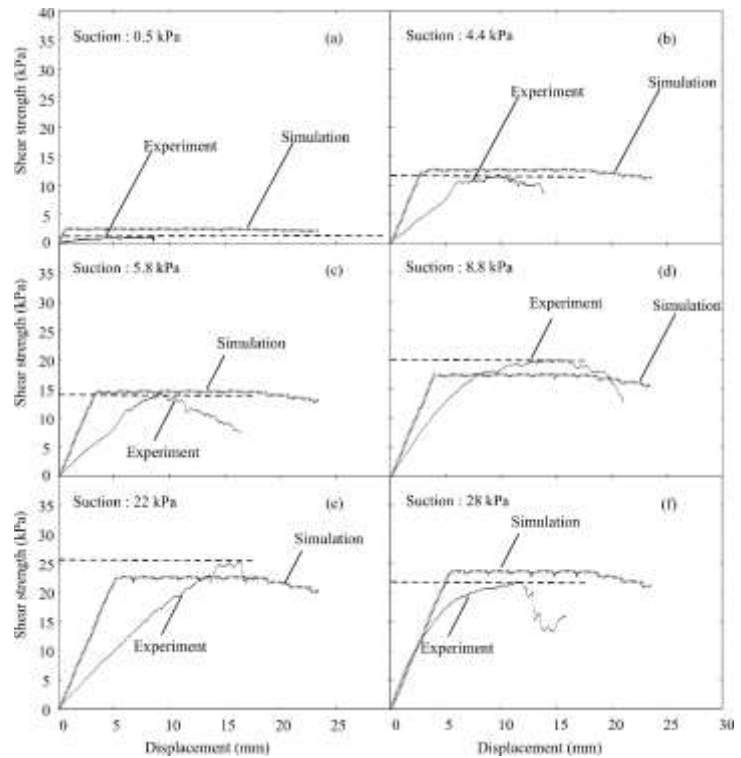 Suction : 0.5 kPa (a)
Suction : 4.4 kPa (b)
Shear strength (kPa)
40
35
30
25
20
15
10
5
0
Experiment
Simulation
Experiment
Simulation
Suction : 5.8 kPa (c)
Suction : 8.8 kPa (d)
Shear strength (kPa)
35
30
25
20
15
10
5
0
Simulation
Experiment
Experiment
Simulation
Suction : 22 kPa (e)
Suction : 28 kPa (f)
Shear strength (kPa)
35
30
25
20
15
10
5
0
Simulation
Experiment
Simulation
Experiment
0 5 10 15 20 25
0 5 10 15 20 25 30
Displacement (mm)
Displacement (mm)